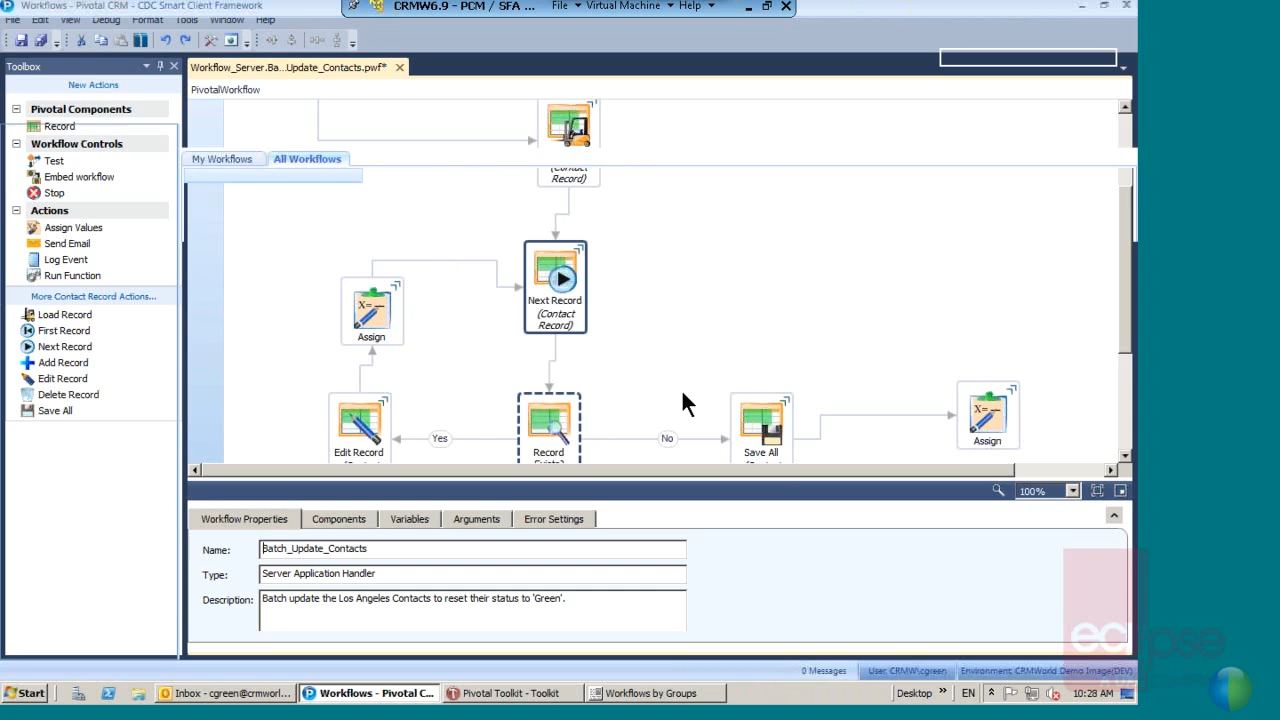 Workflows - Pivotal CRM - CDC Smart Client Framework
CRMW6.9 - PCM / SFA ...
File
Virtual Machine
Help
File Edit View Debug Format Tools Window Help
Toolbox
Workflow_Server.Ba...Update_Contacts.pwf*
New Actions
PivotalWorkflow
Pivotal Components
Record
Workflow Controls
Test
Embed workflow
Stop
Actions
Assign Values
Send Email
Log Event
Run Function
More Contact Record Actions...
Load Record
First Record
Next Record
Add Record
Edit Record
Delete Record
Save All
My Workflows
All Workflows
(Contact
Record)
Next Record
(Contact
Record)
X=
Assign
Edit Record
Yes
Record
No
Save All
X=
Assign
100%
Workflow Properties
Components
Variables
Arguments
Error Settings
Name:
Batch_Update_Contacts
Type:
Server Application Handler
Description:
Batch update the Los Angeles Contacts to reset their status to 'Green'.
eclipse
0 Messages
User: CRMW\cgreen
Environment: CRMWorld Demo Image(DEV)
Start
Inbox - cgreen@crmworl...
Workflows - Pivotal C...
Pivotal Toolkit - Toolkit
Workflows by Groups
Desktop
EN
10:28 AM